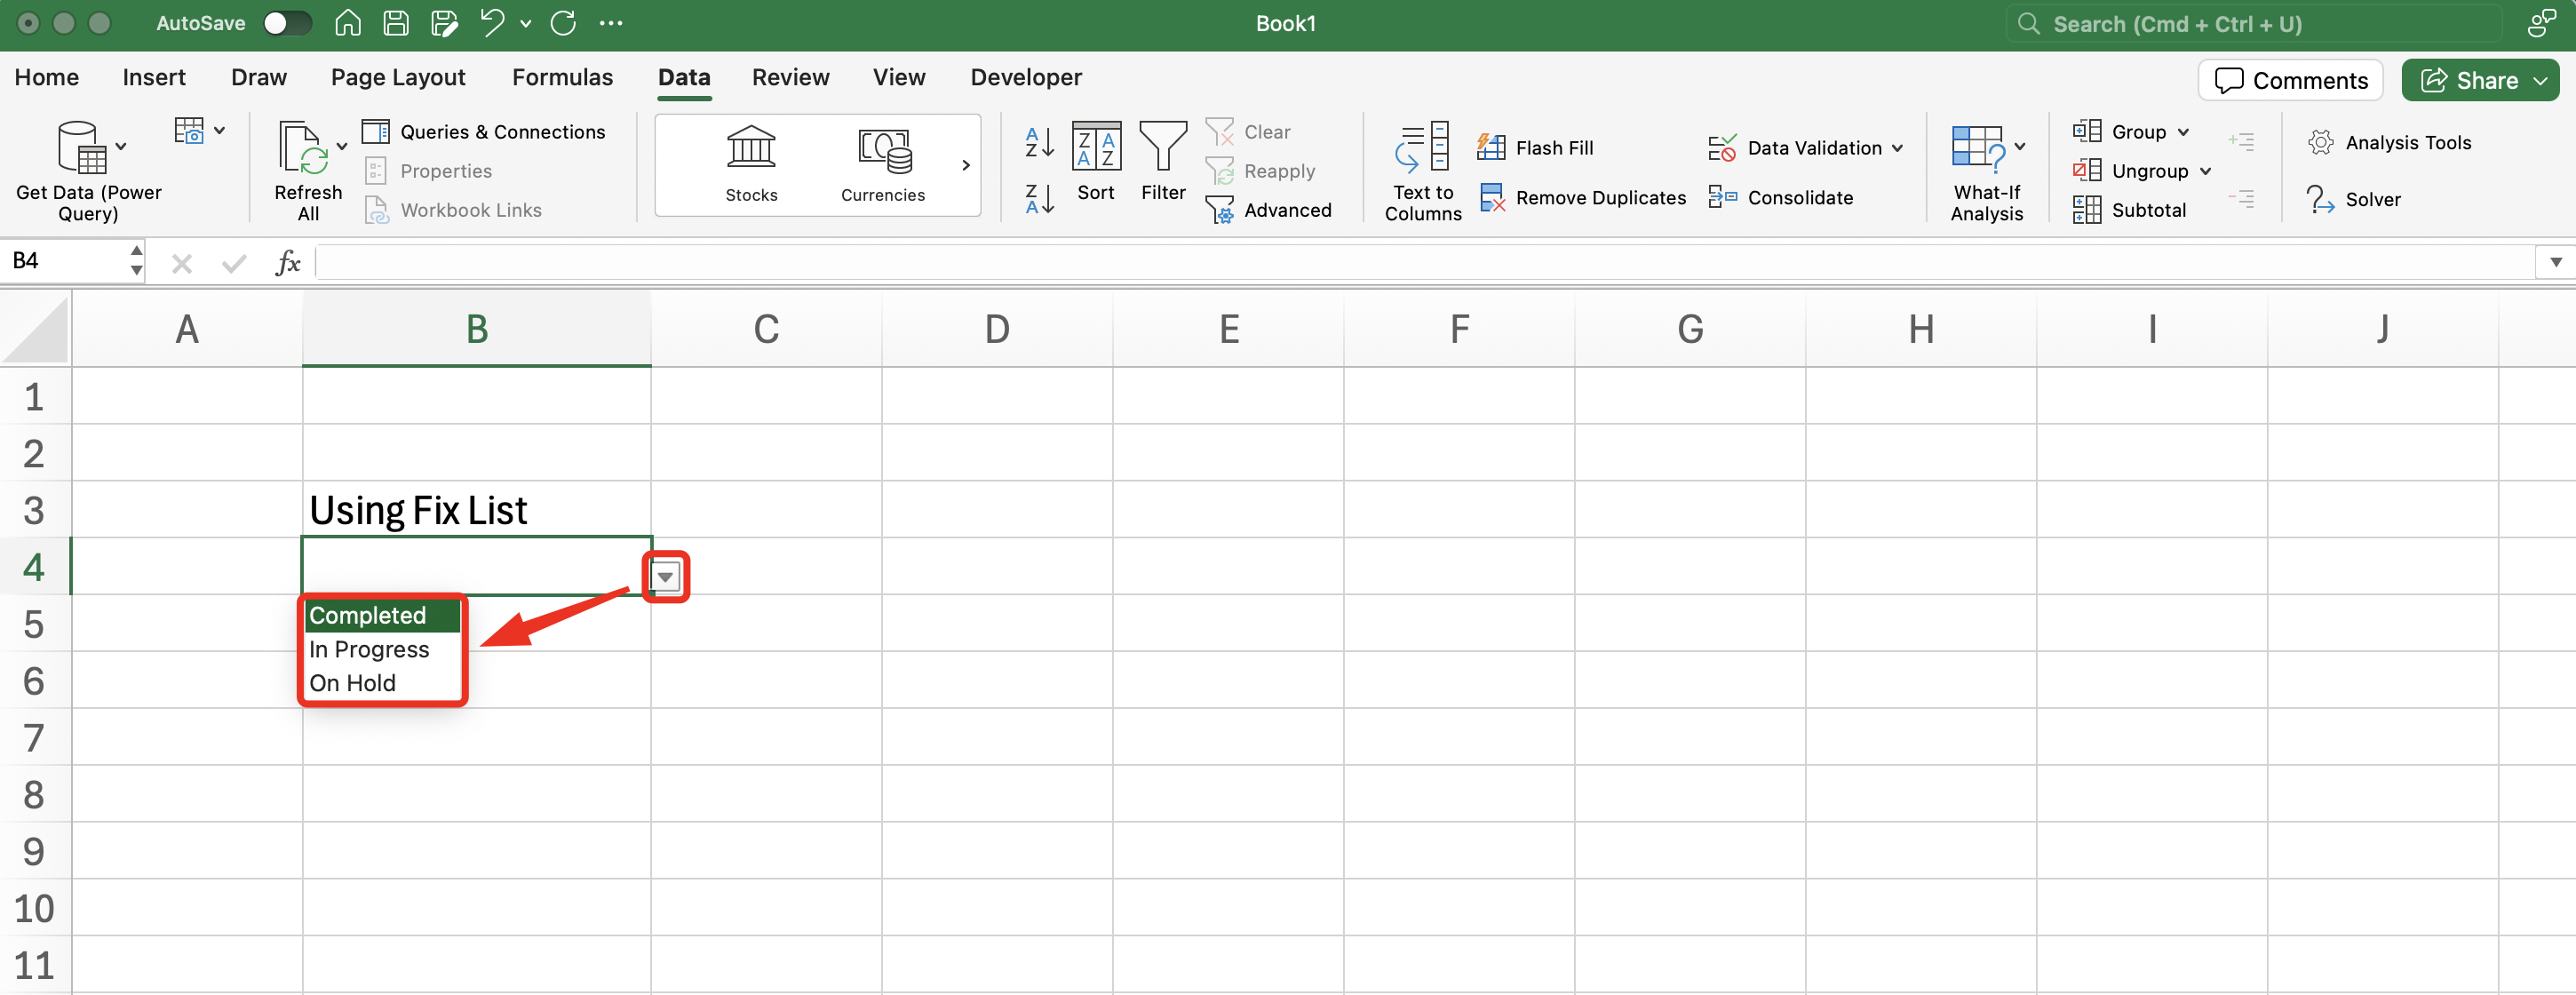 AutoSave
Book1
Search (Cmd + Ctrl + U)
Home Insert Draw Page Layout Formulas Data Review View Developer
Comments Share
Get Data (Power
Query)
Refresh
All
Queries & Connections
Properties
Workbook Links
Stocks
Currencies
A
Z
Z
A
Z A
A Z
Sort
Filter
Clear
Reapply
Advanced
Text to
Columns
Flash Fill
Remove Duplicates
Data Validation
Consolidate
What-If
Analysis
Group
Ungroup
Subtotal
Analysis Tools
Solver
B4
fx
A B C D E F G H I J
1
2
3 Using Fix List
4
5
6
7
8
9
10
11
Completed
In Progress
On Hold